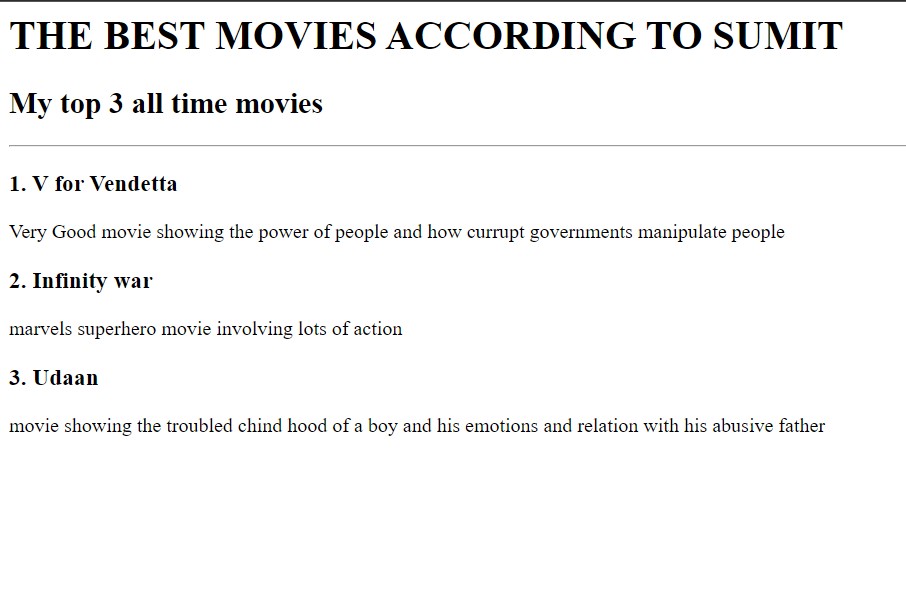 THE BEST MOVIES ACCORDING TO SUMIT
My top 3 all time movies
1. V for Vendetta
Very Good movie showing the power of people and how currupt governments manipulate people
2. Infinity war
marvels superhero movie involving lots of action
3. Udaan
movie showing the troubled chind hood of a boy and his emotions and relation with his abusive father